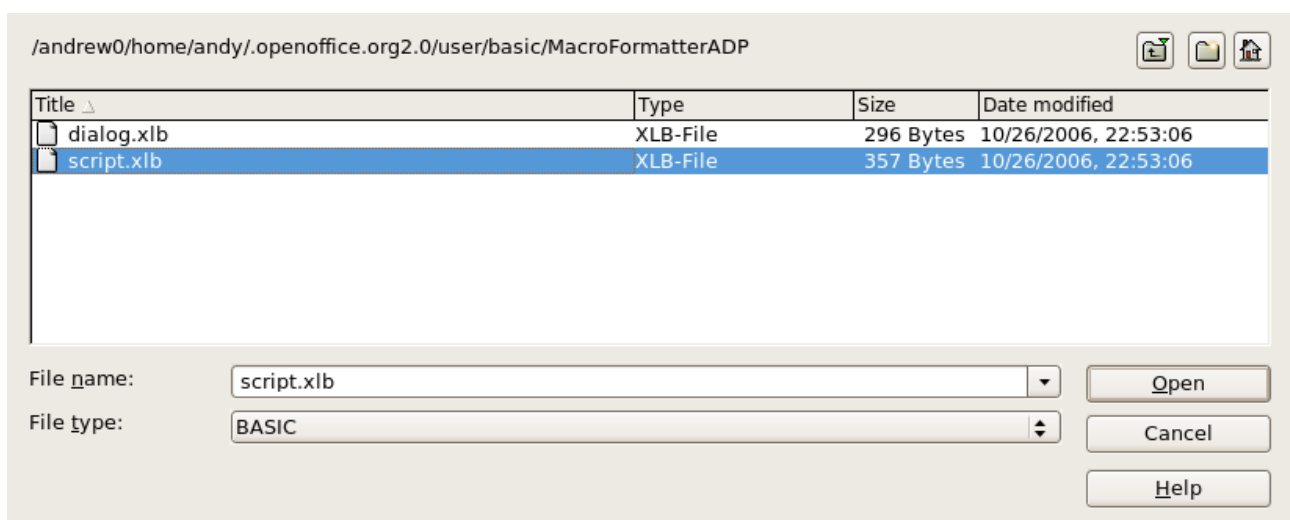 /andrew0/home/andy/.openoffice.org2.0/user/basic/MacroFormatterADP
Title Type Size Date modified
dialog.xlb XLB-File 296 Bytes 10/26/2006, 22:53:06
script.xlb XLB-File 357 Bytes 10/26/2006, 22:53:06
File name: script.xlb Open
File type: BASIC Cancel
Help